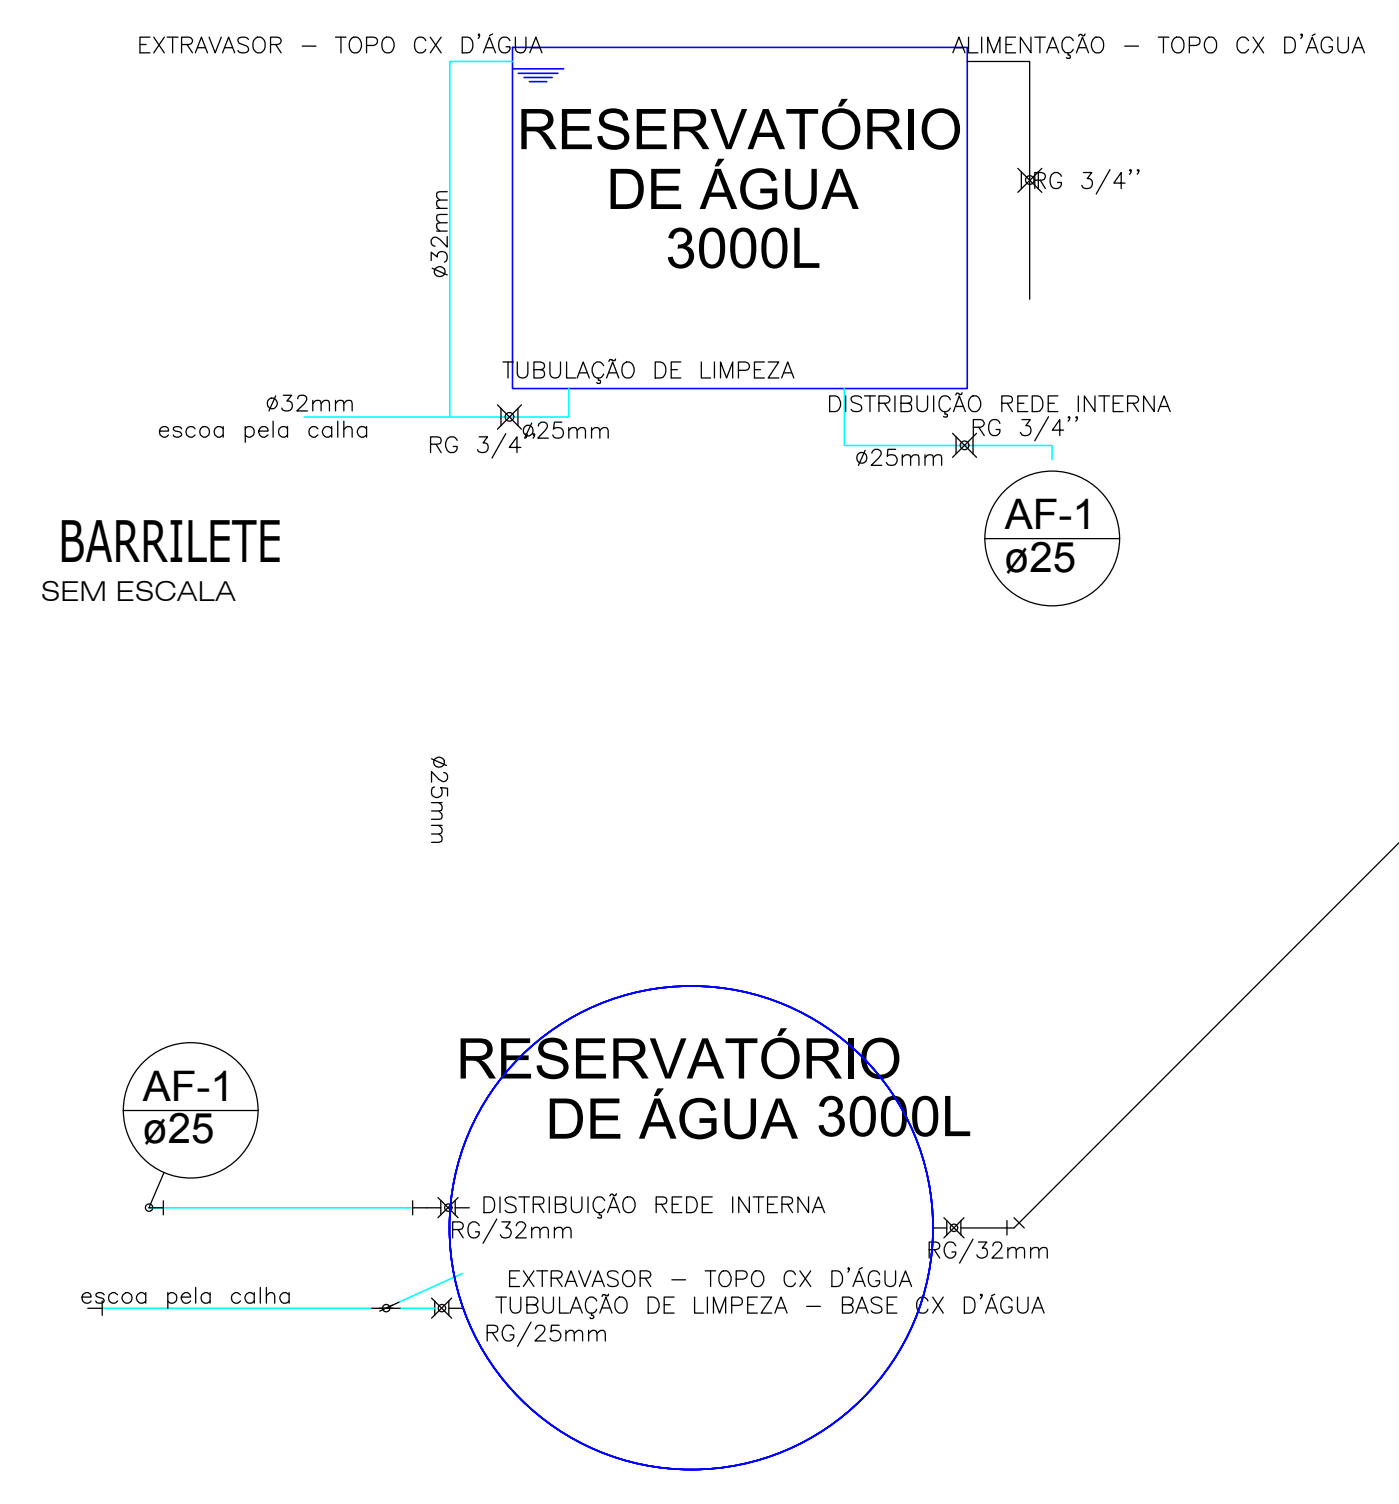 EXTRAVASOR – TOPO CX D'ÁGUA
ALIMENTAÇÃO – TOPO CX D'ÁGUA
RESERVATÓRIO
DE ÁGUA
3000L
RG 3/4''
ø32mm
TUBULAÇÃO DE LIMPEZA
ø32mm
escoa pela calha
RG 3/4''
ø25mm
DISTRIBUIÇÃO REDE INTERNA
RG 3/4''
ø25mm
AF-1
ø25
BARRILETE
SEM ESCALA
ø25mm
RESERVATÓRIO
DE ÁGUA 3000L
AF-1
ø25
DISTRIBUIÇÃO REDE INTERNA
RG/32mm
RG/32mm
EXTRAVASOR – TOPO CX D'ÁGUA
escoa pela calha
TUBULAÇÃO DE LIMPEZA – BASE CX D'ÁGUA
RG/25mm